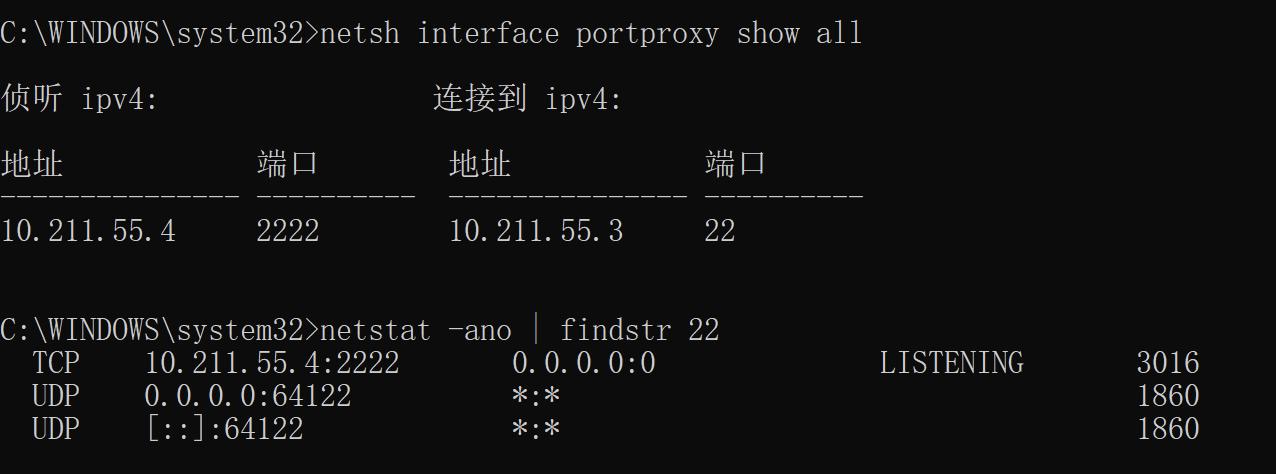 C:\WINDOWS\system32>netsh interface portproxy show all
侦听 ipv4:                 连接到 ipv4:
地址            端口        地址            端口
--------------- ----------  --------------- ----------
10.211.55.4     2222        10.211.55.3     22
C:\WINDOWS\system32>netstat -ano | findstr 22
  TCP    10.211.55.4:2222       0.0.0.0:0              LISTENING       3016
  UDP    0.0.0.0:64122          *:*                                    1860
  UDP    [::]:64122             *:*                                    1860